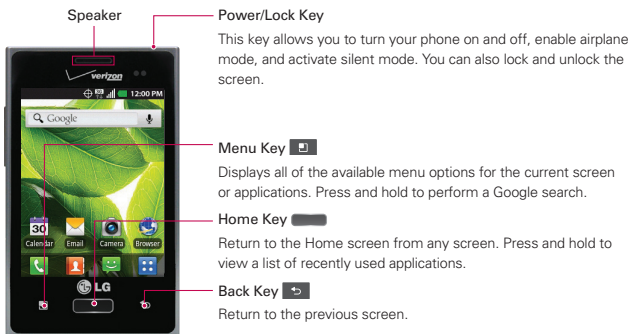 Speaker
Power/Lock Key
This key allows you to turn your phone on and off, enable airplane
mode, and activate silent mode. You can also lock and unlock the
screen.
verizon
3G
12:00 PM
Google
Menu Key
Displays all of the available menu options for the current screen
or applications. Press and hold to perform a Google search.
Home Key
Return to the Home screen from any screen. Press and hold to
view a list of recently used applications.
30
Calendar Email Camera Browser
LG
Back Key
Return to the previous screen.